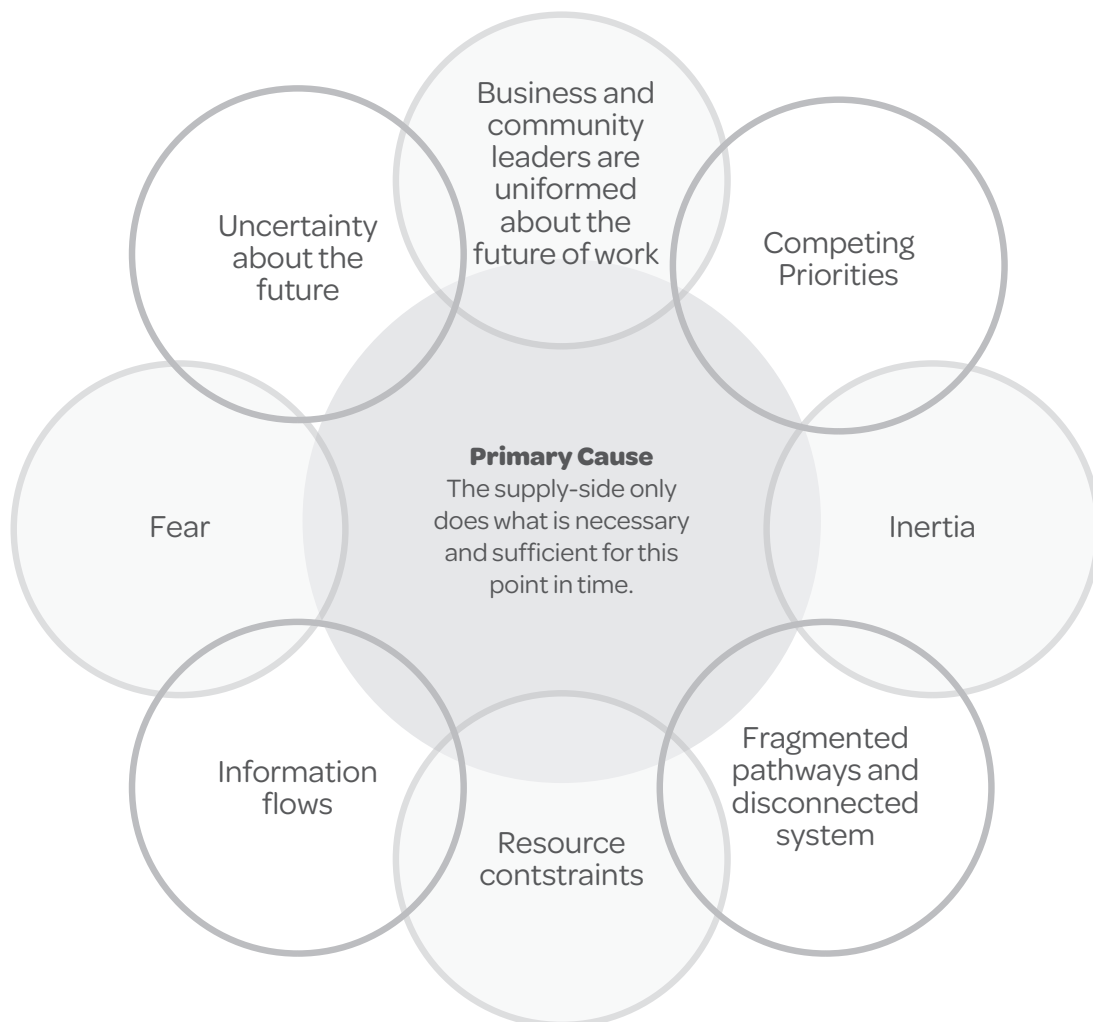 Business and
community
leaders are
uniformed
about the
future of work
Uncertainty
about the
future
Competing
Priorities
Primary Cause
The supply-side only
does what is necessary
and sufficient for this
point in time.
Fear
Inertia
Information
flows
Fragmented
pathways and
disconnected
system
Resource
contstraints